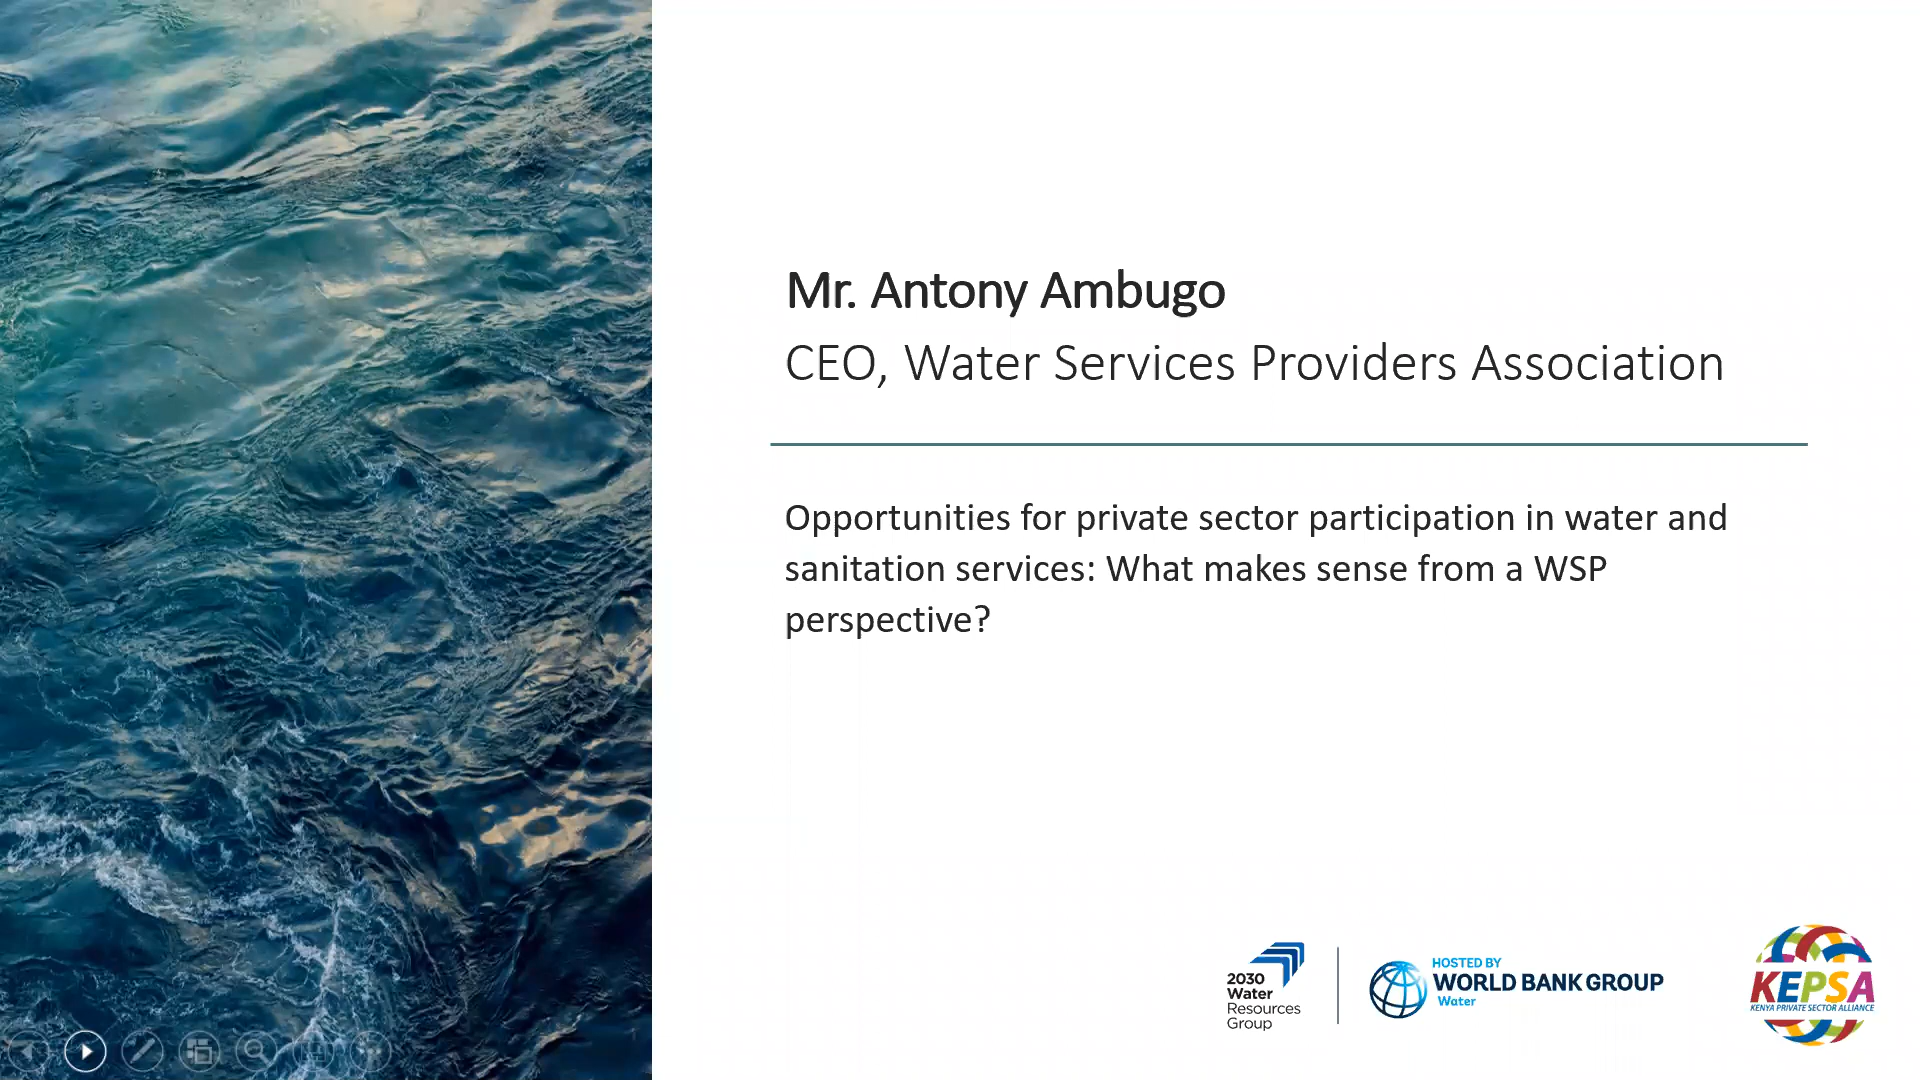 Mr. Antony Ambugo
CEO, Water Services Providers Association
Opportunities for private sector participation in water and
sanitation services: What makes sense from a WSP
perspective?
2030
Water
Resources
Group
HOSTED BY
WORLD BANK GROUP
Water
KEPSA
KENYA PRIVATE SECTOR ALLIANCE